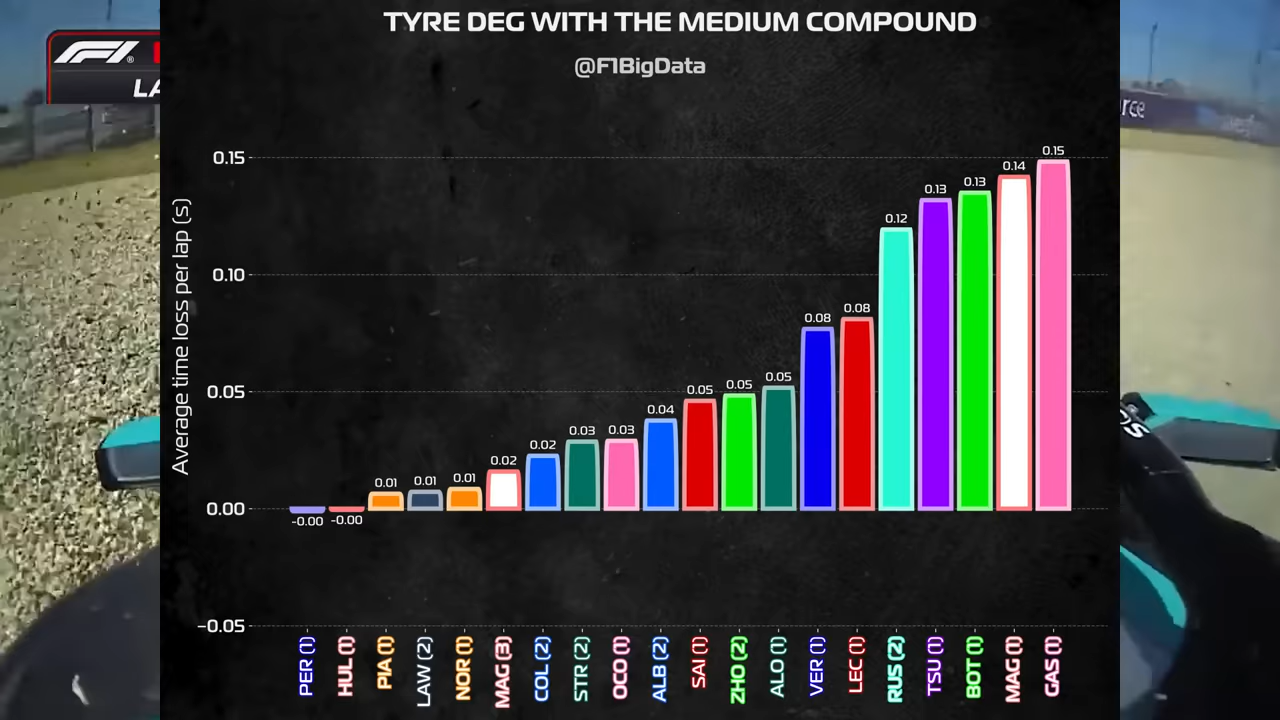 TYRE DEG WITH THE MEDIUM COMPOUND
@F1BigData
F1
LA
rce
Average time loss per lap (s)
0.15
0.10
0.05
0.00
-0.05
-0.00
-0.00
0.01
0.01
0.01
0.02
0.02
0.03
0.03
0.04
0.05
0.05
0.05
0.08
0.08
0.12
0.13
0.13
0.14
0.15
PER (1)
HUL (1)
PIA (1)
LAW (2)
NOR (1)
MAG (3)
COL (2)
STR (2)
OCO (1)
ALB (2)
SAI (1)
ZHO (2)
ALO (1)
VER (1)
LEC (1)
RUS (2)
TSU (1)
BOT (1)
MAG (1)
GAS (1)